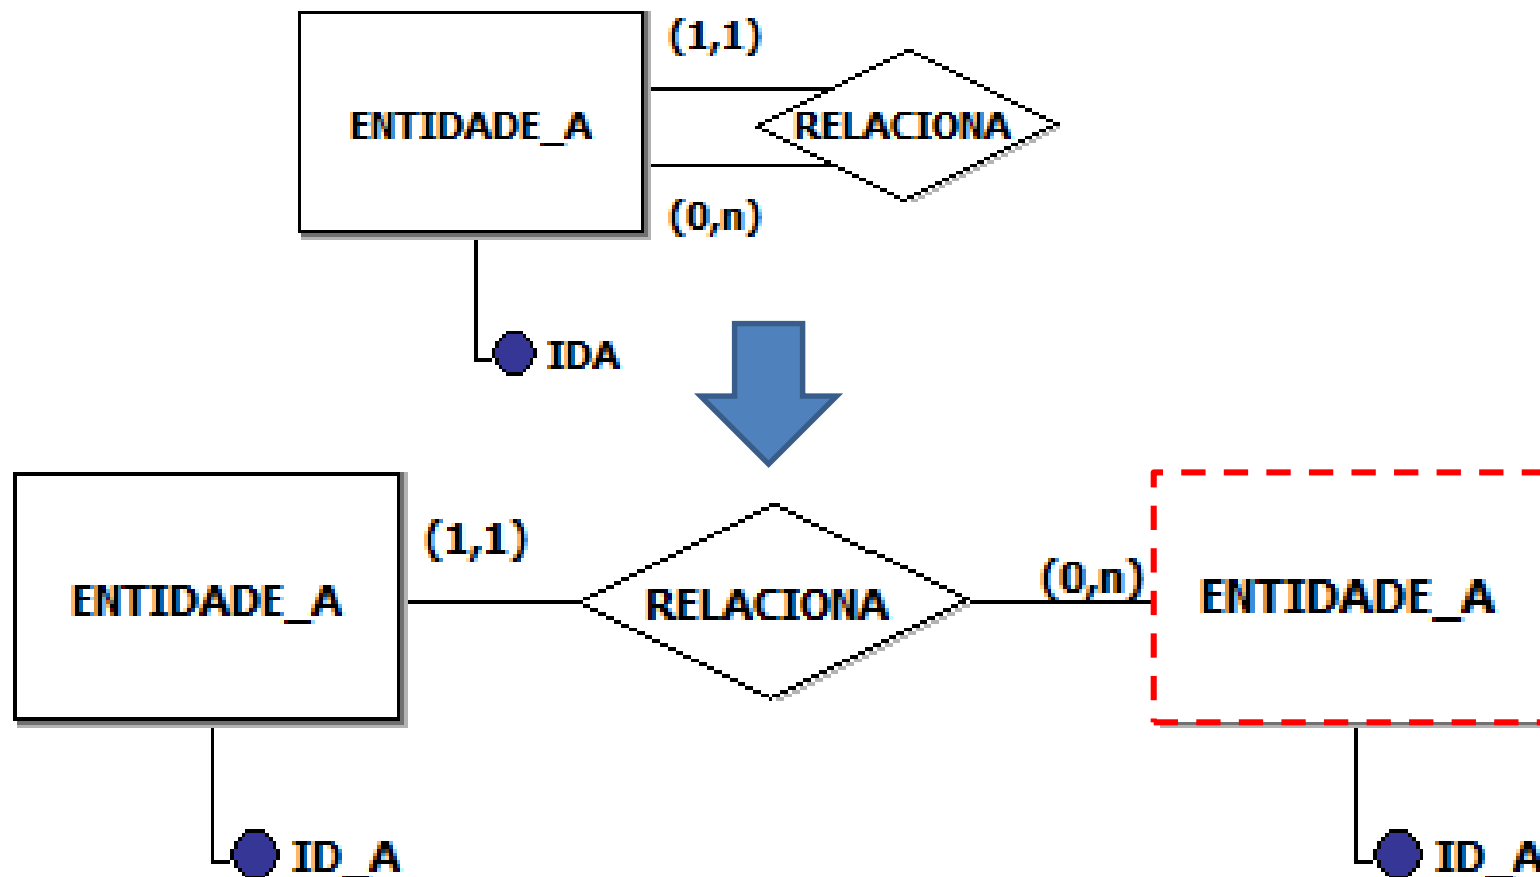 (1,1)
ENTIDADE_A
RELACIONA
(0,n)
IDA
(1,1)
(0,n)
ENTIDADE_A
RELACIONA
ENTIDADE_A
ID_A
ID_A